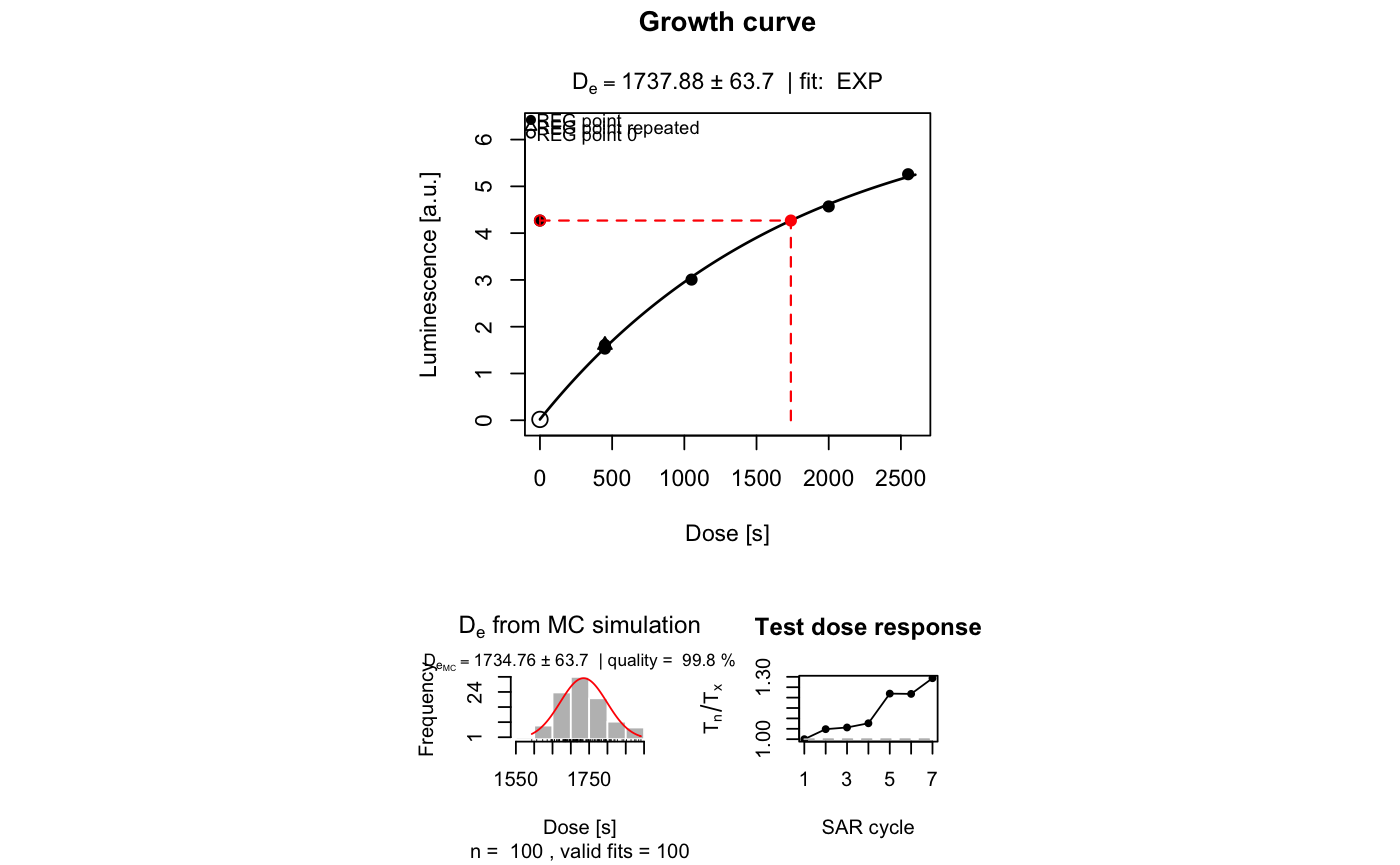 Growth curve
De = 1737.88 ± 63.7 | fit: EXP
REG point
REG point repeated
REG point 0
Luminescence [a.u.]
6
5
4
3
2
1
0
0 500 1000 1500 2000 2500
Dose [s]
De from MC simulation
DeMC = 1734.76 ± 63.7 | quality = 99.8 %
Frequency
24
1
1550 1750
Dose [s]
n = 100 , valid fits = 100
Test dose response
Tn/Tx
1.30
1.00
1 3 5 7
SAR cycle